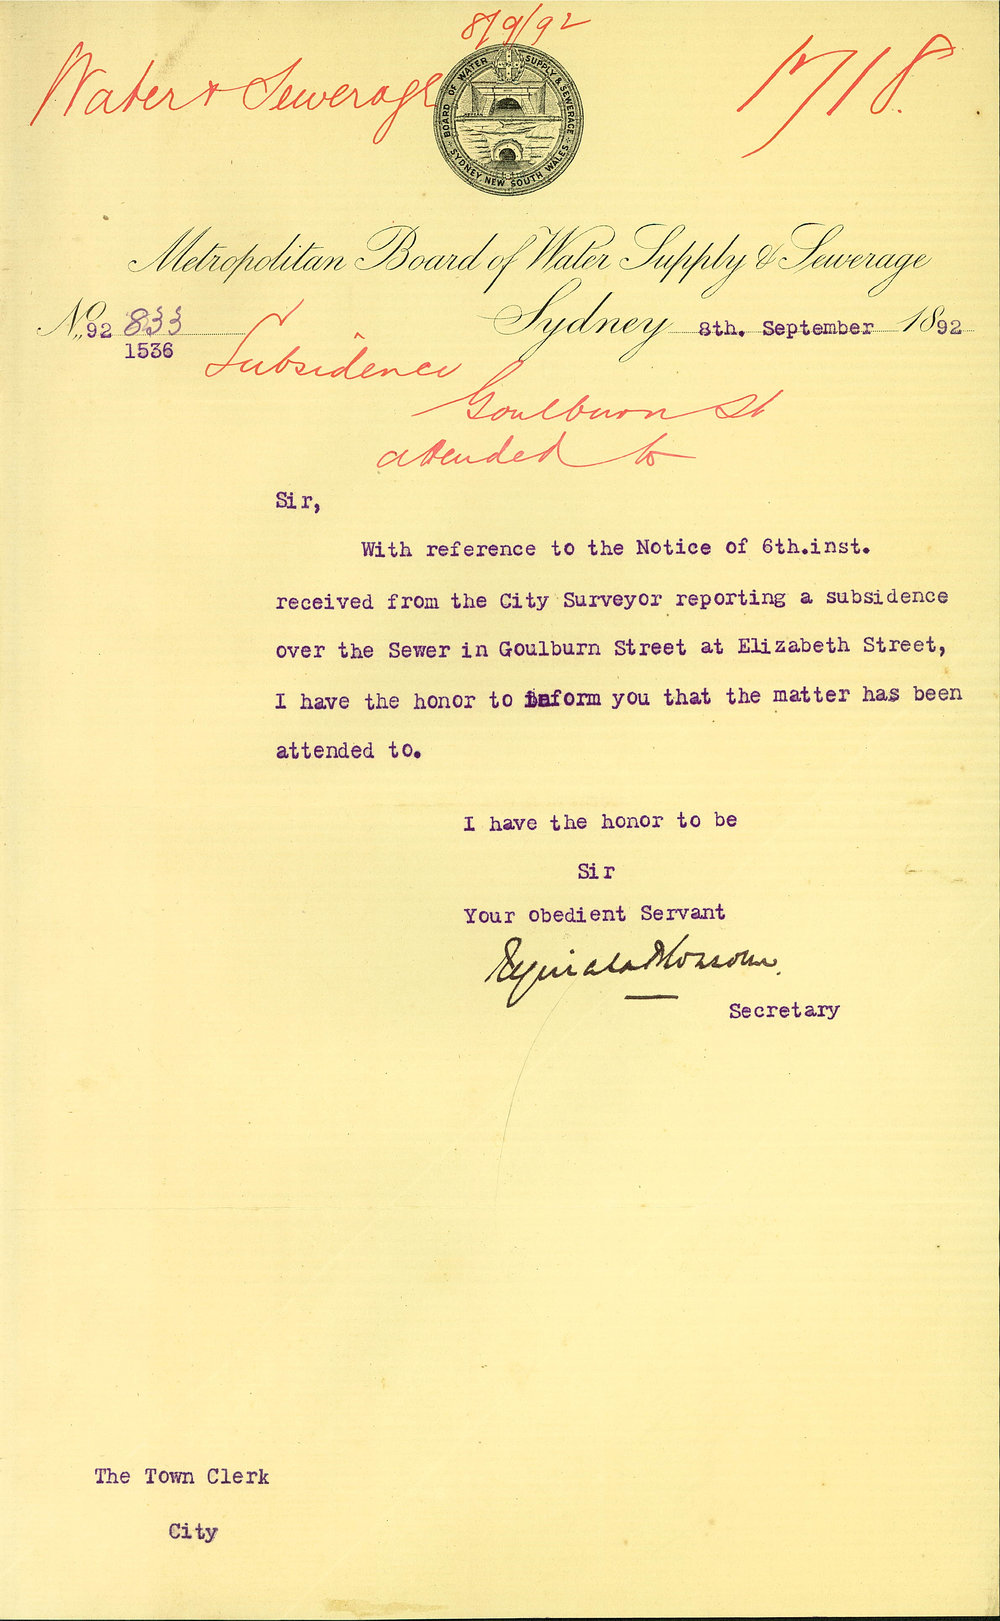 8/9/92
Water & Sewerage
1718.
BOARD OF WATER SUPPLY & SEWERAGE
SYDNEY, NEW SOUTH WALES
Metropolitan Board of Water Supply & Sewerage
No. 92 833
1536
Sydney 8th. September 1892
Subsidence
Goulburn St
attended to
Sir,
With reference to the Notice of 6th.inst.
received from the City Surveyor reporting a subsidence
over the Sewer in Goulburn Street at Elizabeth Street,
I have the honor to inform you that the matter has been
attended to.
I have the honor to be
Sir
Your obedient Servant
Secretary
The Town Clerk
City